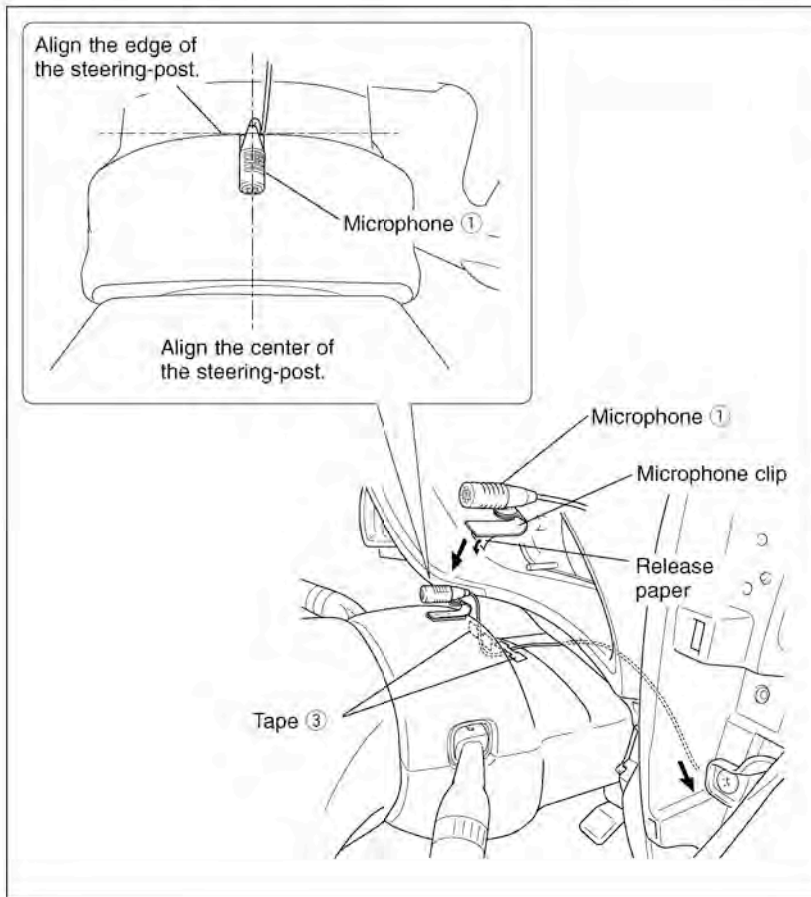 Align the edge of
the steering-post.
Microphone ①
Align the center of
the steering-post.
Microphone ①
Microphone clip
Release
paper
Tape ③